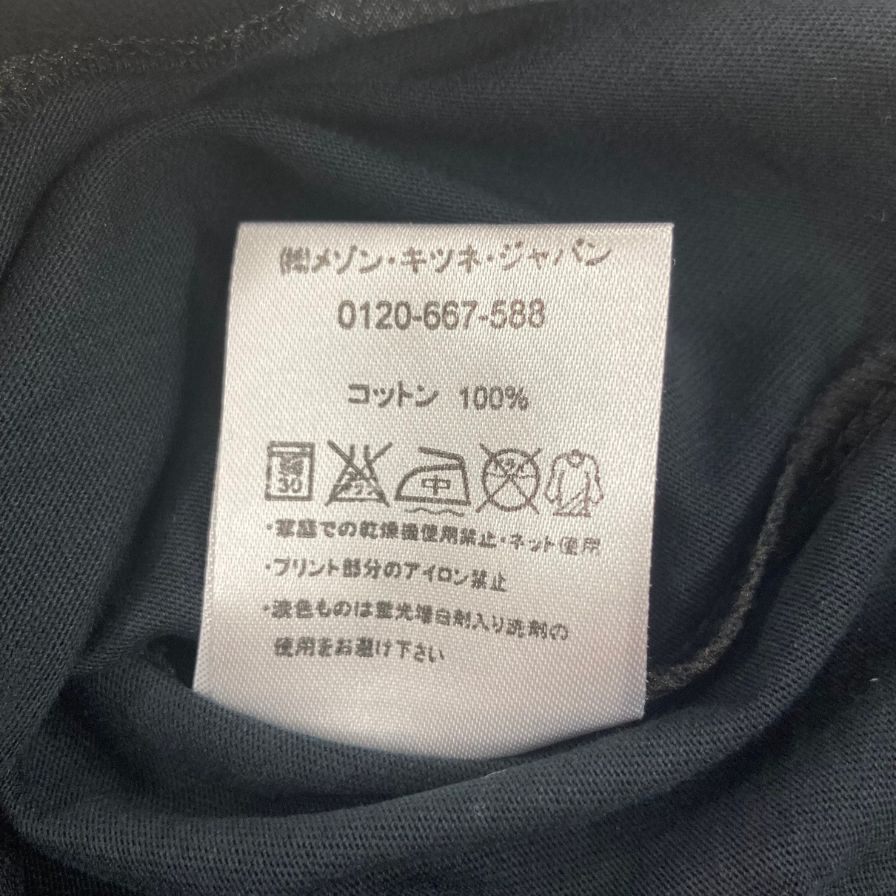 ㈱メゾン・キツネ・ジャパン
0120-667-588
コットン 100%
30 中
・家庭での乾燥機使用禁止・ネット使用
・プリント部分のアイロン禁止
・淡色ものは蛍光増白剤入り洗剤の
使用をお避け下さい